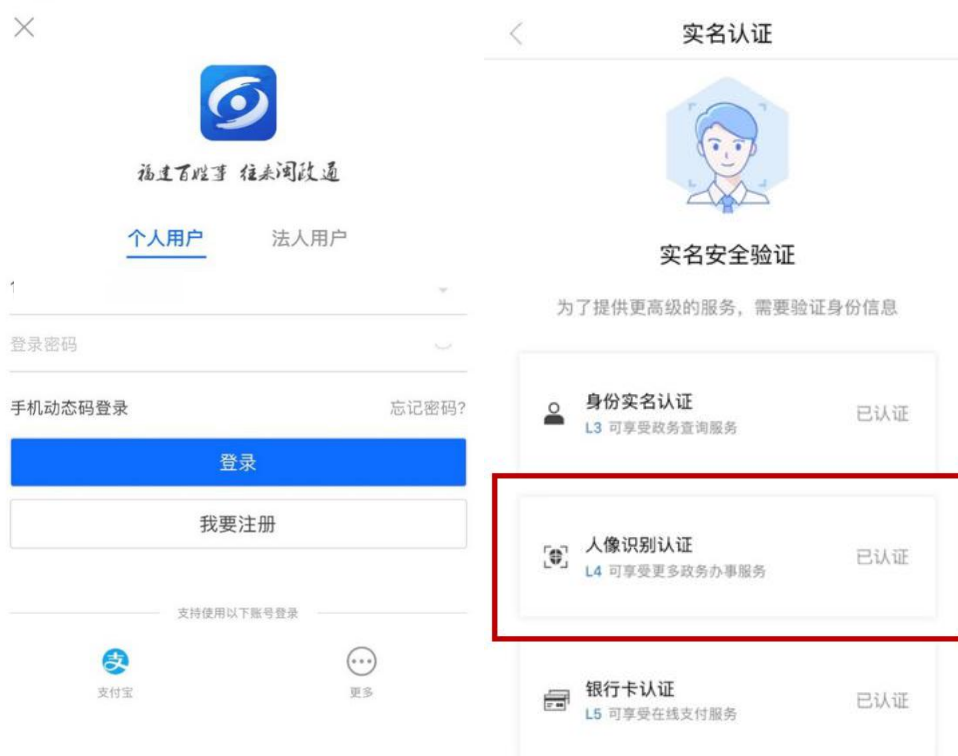 福建百姓事 往来闽政通
个人用户
法人用户
登录密码
手机动态码登录
忘记密码?
登录
我要注册
支持使用以下账号登录
支付宝
更多
实名认证
实名安全验证
为了提供更高级的服务，需要验证身份信息
身份实名认证
L3 可享受政务查询服务
已认证
人像识别认证
L4 可享受更多政务办事服务
已认证
银行卡认证
L5 可享受在线支付服务
已认证